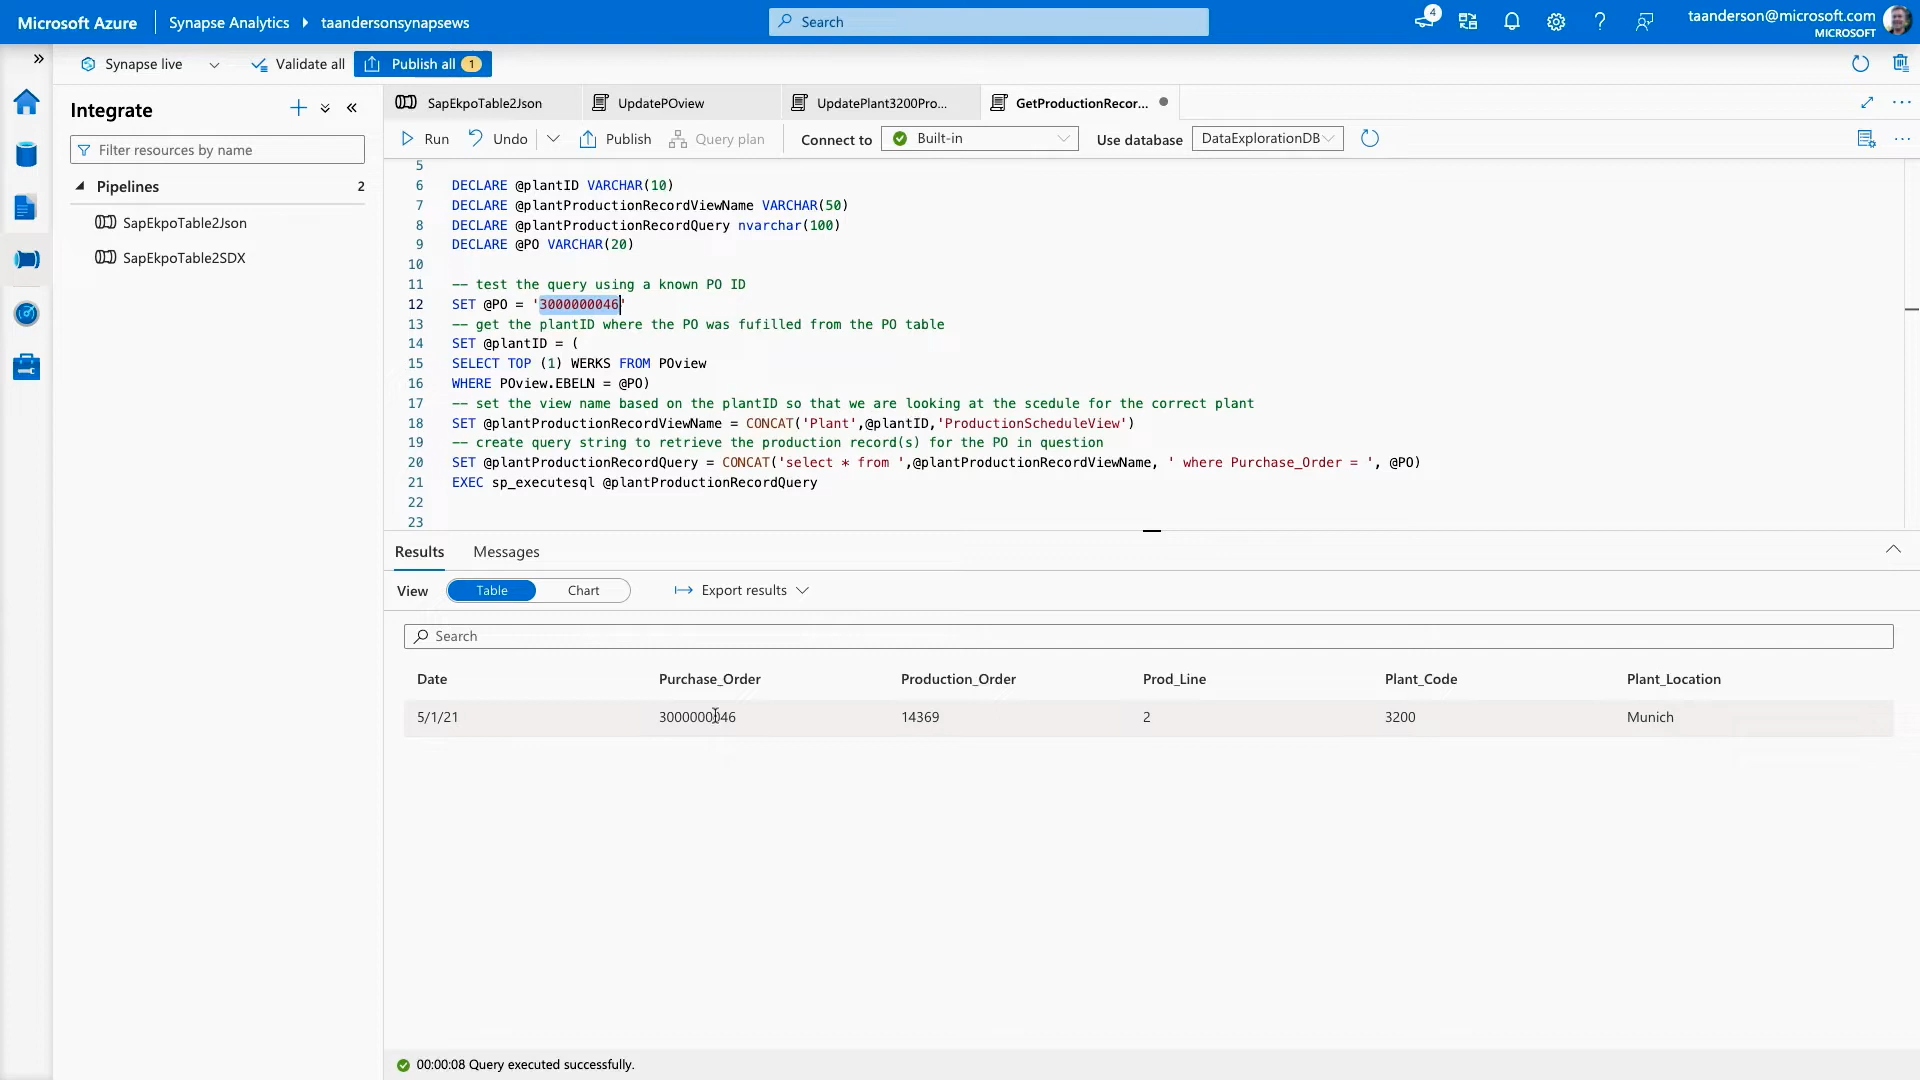 Microsoft Azure
Synapse Analytics
taandersonsynapsews
Search
4
taanderson@microsoft.com
MICROSOFT
Synapse live
Validate all
Publish all
1
Integrate
Filter resources by name
Pipelines
2
SapEkpoTable2Json
SapEkpoTable2SDX
SapEkpoTable2Json
UpdatePOview
UpdatePlant3200Pro...
GetProductionRecor...
Run
Undo
Publish
Query plan
Connect to
Built-in
Use database
DataExplorationDB
5
6 DECLARE @plantID VARCHAR(10)
7 DECLARE @plantProductionRecordViewName VARCHAR(50)
8 DECLARE @plantProductionRecordQuery nvarchar(100)
9 DECLARE @PO VARCHAR(20)
10
11 -- test the query using a known PO ID
12 SET @PO = '3000000046'
13 -- get the plantID where the PO was fufilled from the PO table
14 SET @plantID = (
15 SELECT TOP (1) WERKS FROM POview
16 WHERE POview.EBELN = @PO)
17 -- set the view name based on the plantID so that we are looking at the scedule for the correct plant
18 SET @plantProductionRecordViewName = CONCAT('Plant',@plantID,'ProductionScheduleView')
19 -- create query string to retrieve the production record(s) for the PO in question
20 SET @plantProductionRecordQuery = CONCAT('select * from ',@plantProductionRecordViewName, ' where Purchase_Order = ', @PO)
21 EXEC sp_executesql @plantProductionRecordQuery
22
23
Results
Messages
View
Table
Chart
Export results
Search
Date Purchase_Order Production_Order Prod_Line Plant_Code Plant_Location
5/1/21 3000000046 14369 2 3200 Munich
00:00:08 Query executed successfully.